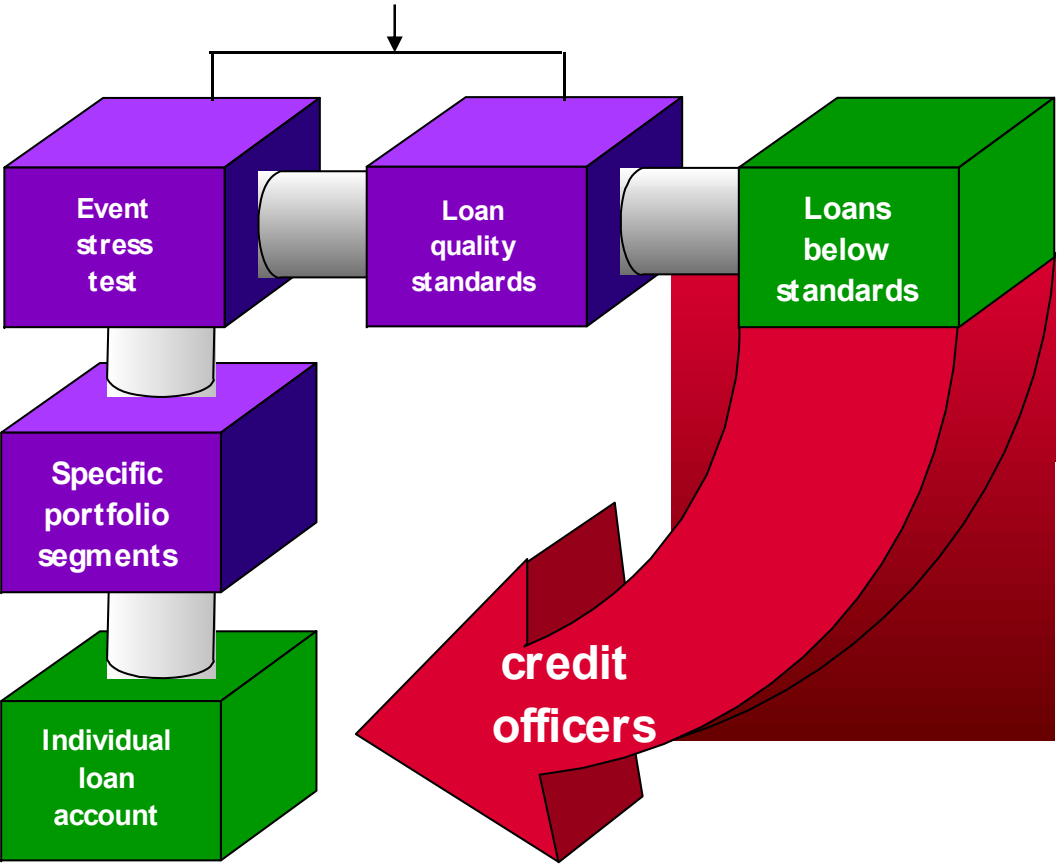 Event
stress
test
Loan
quality
standards
Loans
below
standards
Specific
portfolio
segments
credit
officers
Individual
loan
account